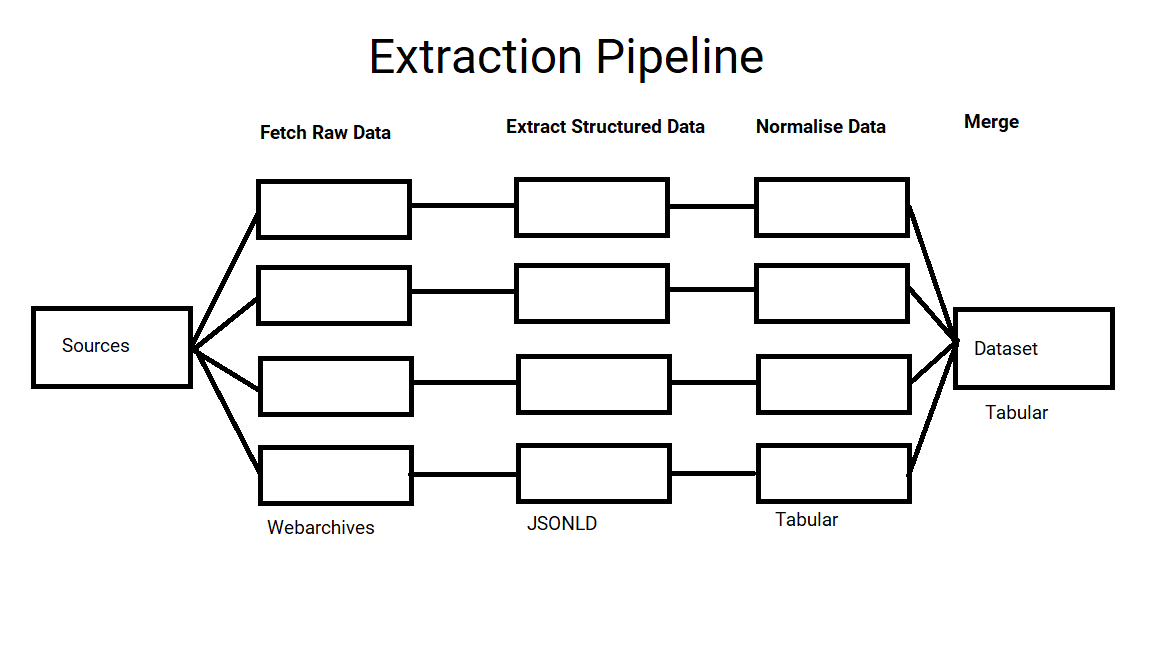 Extraction Pipeline
Fetch Raw Data
Extract Structured Data
Normalise Data
Merge
Sources
Dataset
Tabular
Webarchives
JSONLD
Tabular